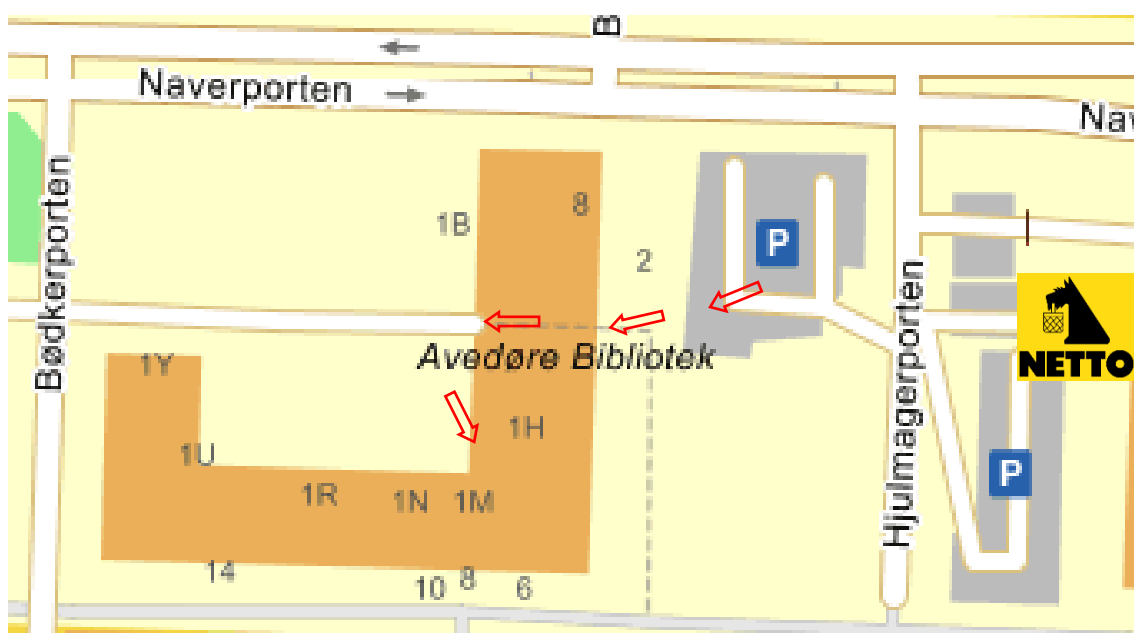 B
Naverporten
Nav
Bødkerporten
1B
8
2
P
Hjulmagerporten
NETTO
Avedøre Bibliotek
1Y
1H
1U
1R
1N
1M
P
14
10
8
6